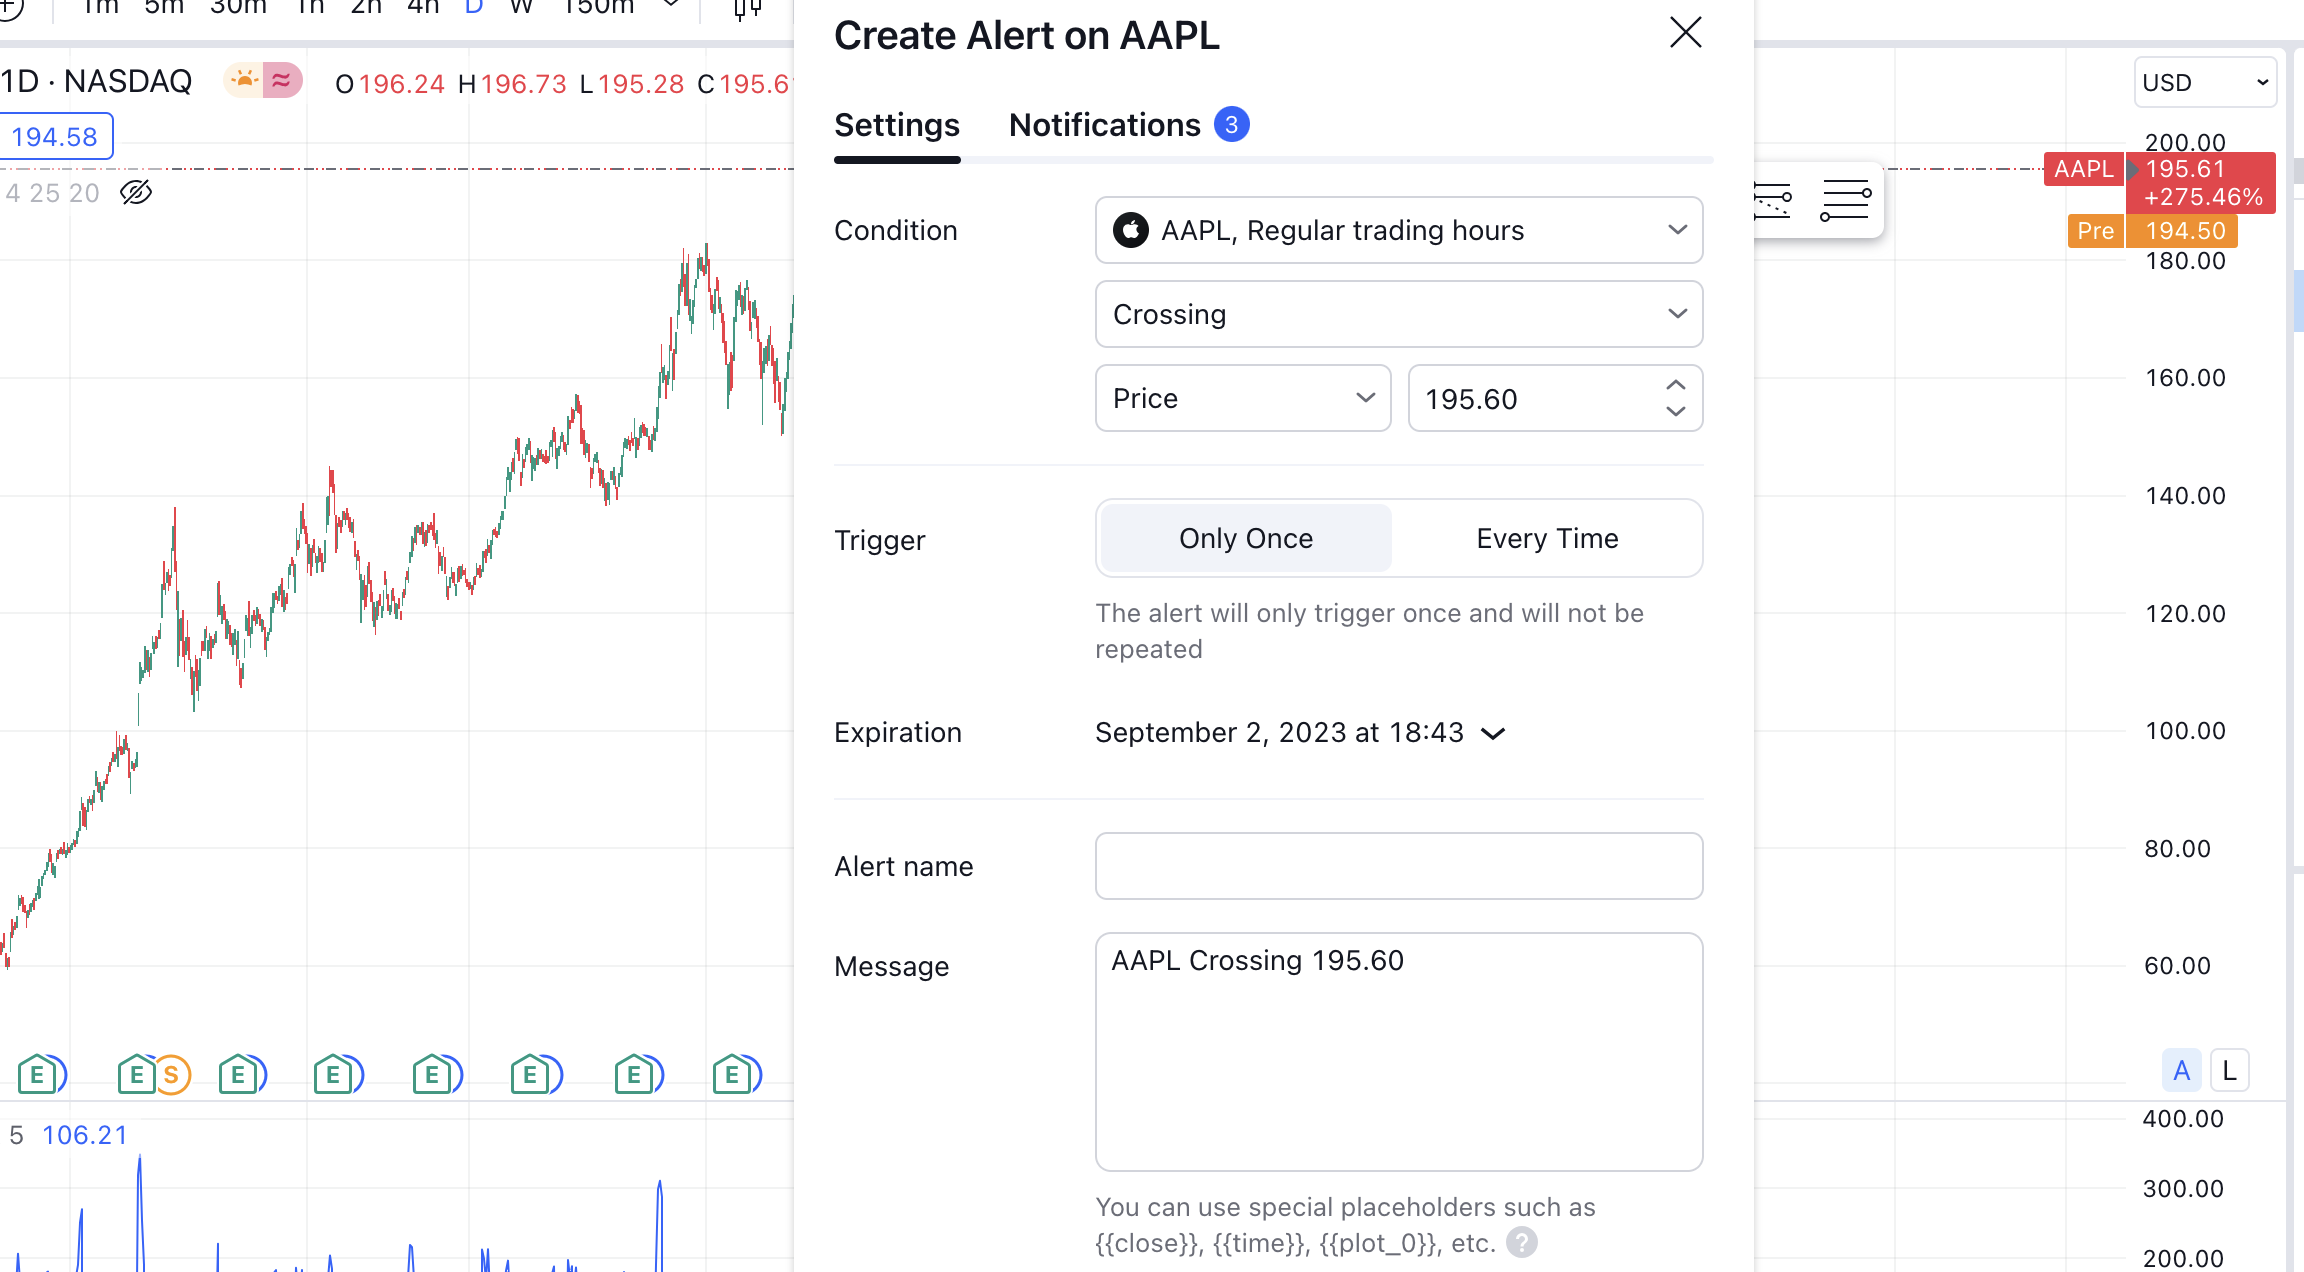 1m 5m 30m 1h 2h 4h D W 150m
1D · NASDAQ O196.24 H196.73 L195.28 C195.61
194.58
4 25 20
E E S E E E E E E
5 106.21
Create Alert on AAPL
Settings Notifications 3
Condition AAPL, Regular trading hours
Crossing
Price 195.60
Trigger Only Once Every Time
The alert will only trigger once and will not be
repeated
Expiration September 2, 2023 at 18:43
Alert name
Message AAPL Crossing 195.60
You can use special placeholders such as
{{close}}, {{time}}, {{plot_0}}, etc. ?
USD
200.00
AAPL 195.61
+275.46%
Pre 194.50
180.00
160.00
140.00
120.00
100.00
80.00
60.00
A L
400.00
300.00
200.00